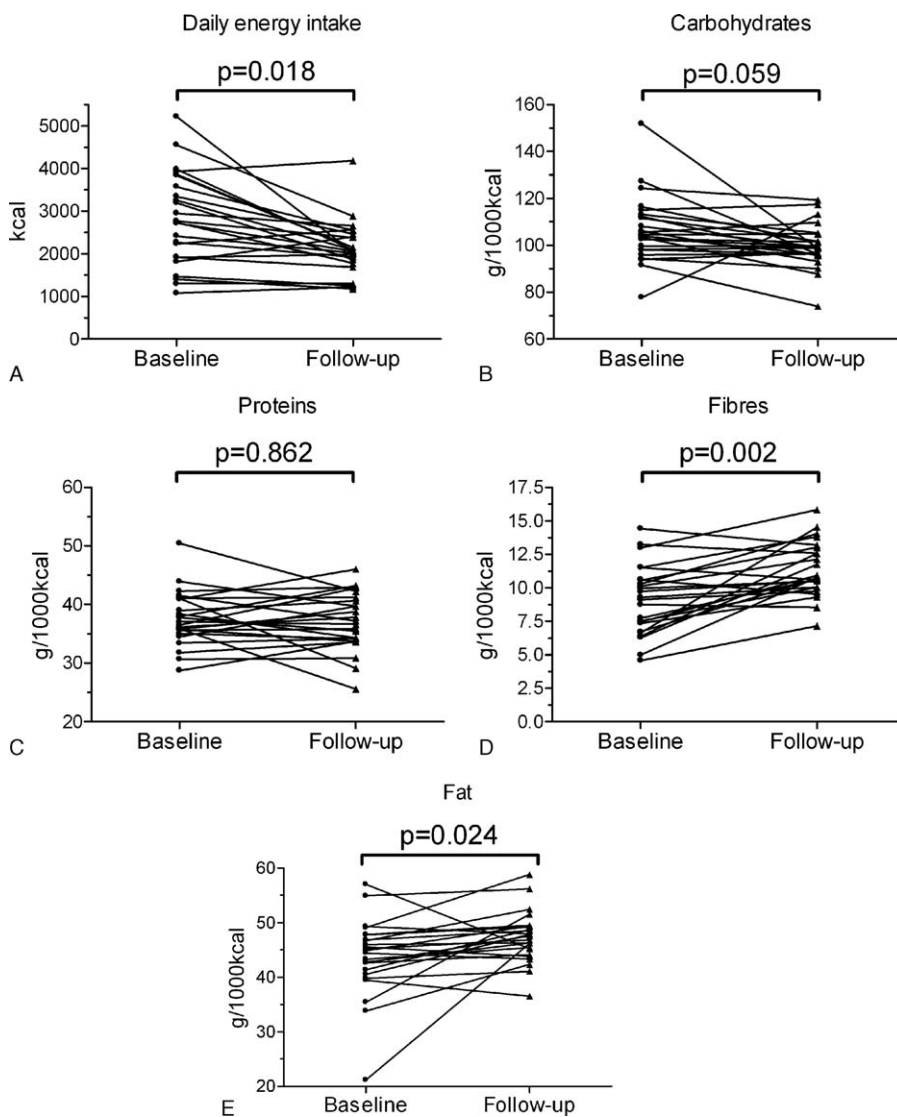 Daily energy intake
p=0.018
kcal
5000
4000
3000
2000
1000
0
Baseline Follow-up
A
Carbohydrates
p=0.059
g/1000kcal
160
140
120
100
80
60
Baseline Follow-up
B
Proteins
p=0.862
g/1000kcal
60
50
40
30
20
Baseline Follow-up
C
Fibres
p=0.002
g/1000kcal
17.5
15.0
12.5
10.0
7.5
5.0
2.5
0.0
Baseline Follow-up
D
Fat
p=0.024
g/1000kcal
60
50
40
30
20
Baseline Follow-up
E